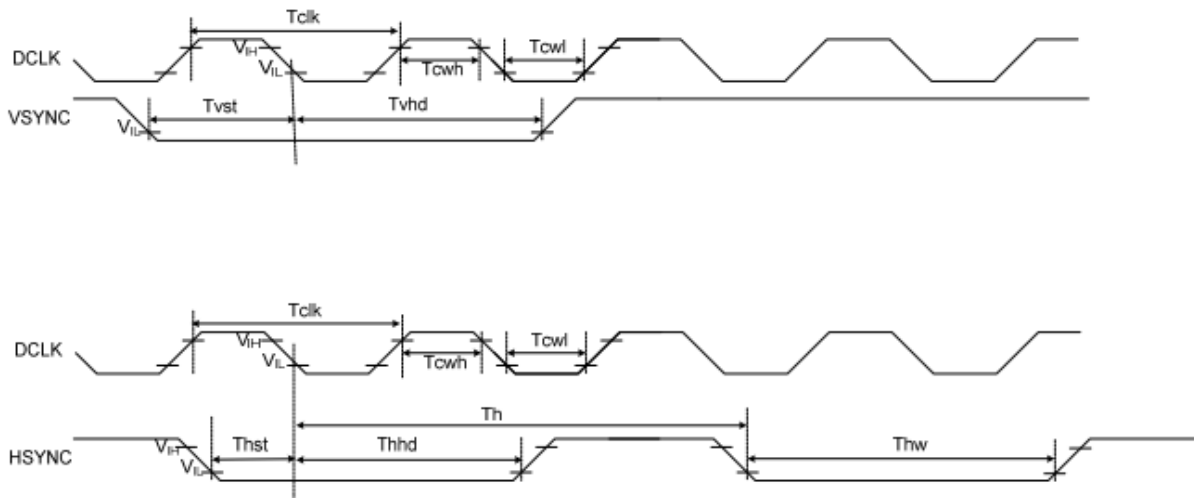 Tclk
DCLK
VIH
VIL
Tcwh
Tcwl
VSYNC
VIL
Tvst
Tvhd
Tclk
DCLK
VIH
VIL
Tcwh
Tcwl
Th
HSYNC
VIH
VIL
Thst
Thhd
Thw